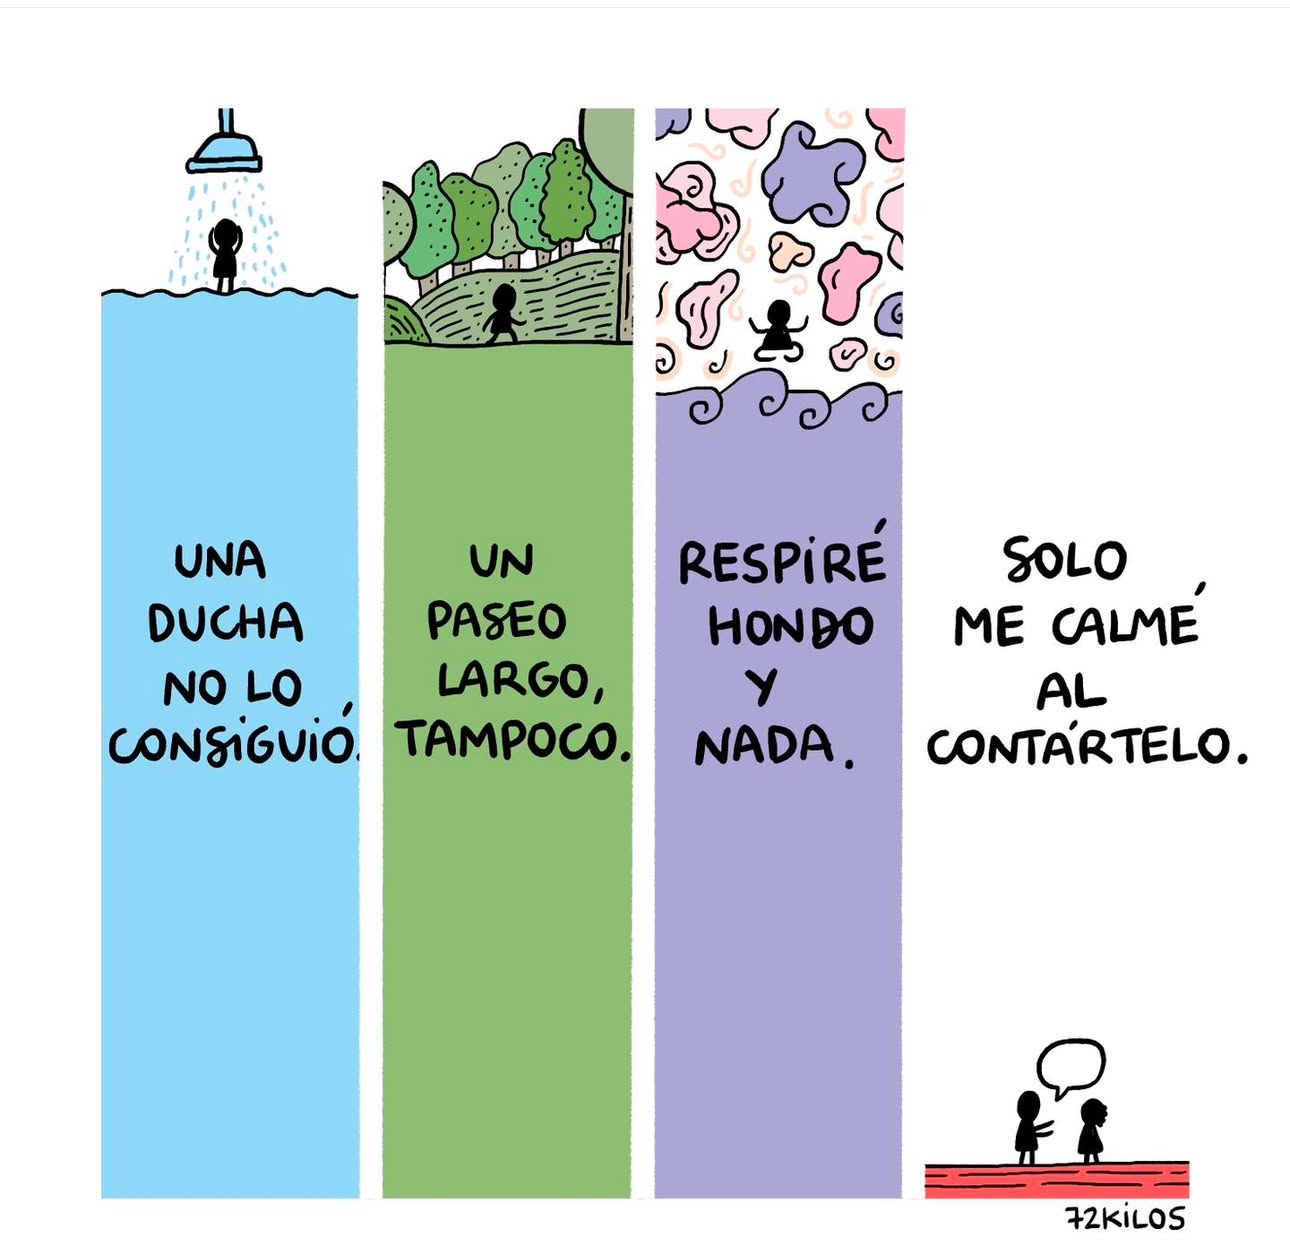 UNA
DUCHA
NO LO
CONSIGUIÓ.
UN
PASEO
LARGO,
TAMPOCO.
RESPIRÉ
HONDO
Y
NADA.
SOLO
ME CALMÉ
AL
CONTÁRTELO.
72KILOS